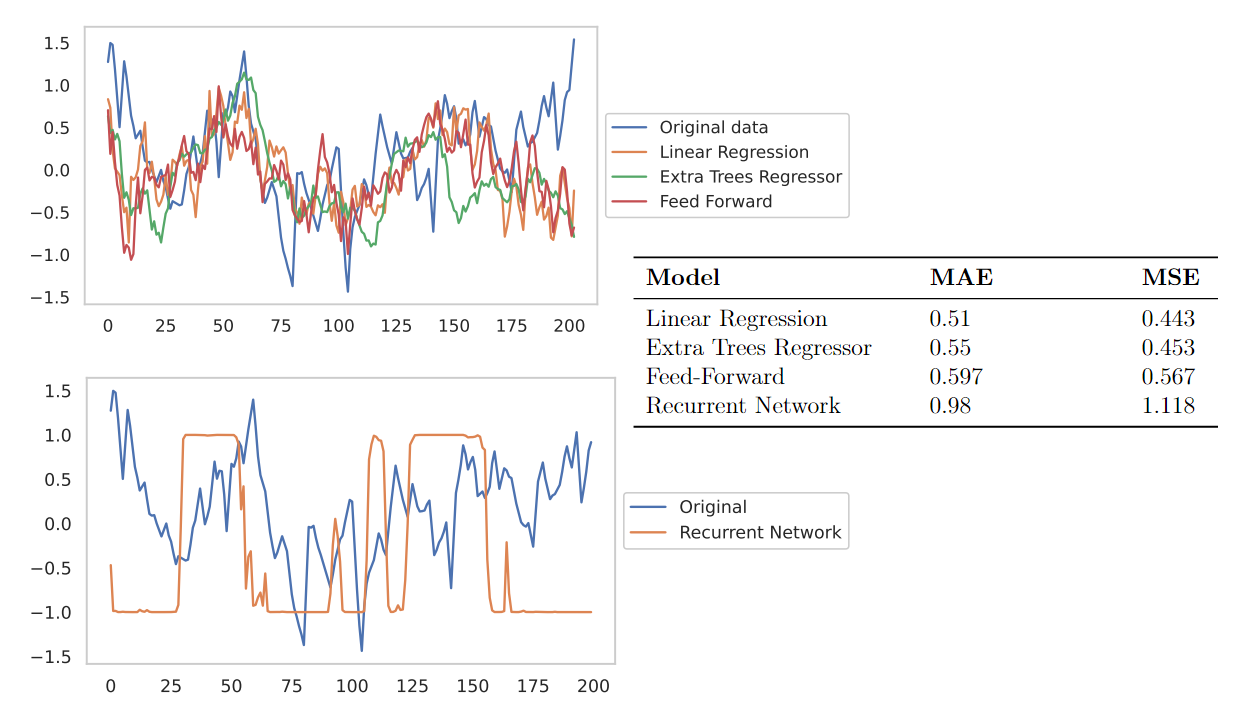 1.5
1.0
0.5
0.0
−0.5
−1.0
−1.5
0 25 50 75 100 125 150 175 200
Original data
Linear Regression
Extra Trees Regressor
Feed Forward
Model MAE MSE
Linear Regression 0.51 0.443
Extra Trees Regressor 0.55 0.453
Feed-Forward 0.597 0.567
Recurrent Network 0.98 1.118
1.5
1.0
0.5
0.0
−0.5
−1.0
−1.5
0 25 50 75 100 125 150 175 200
Original
Recurrent Network